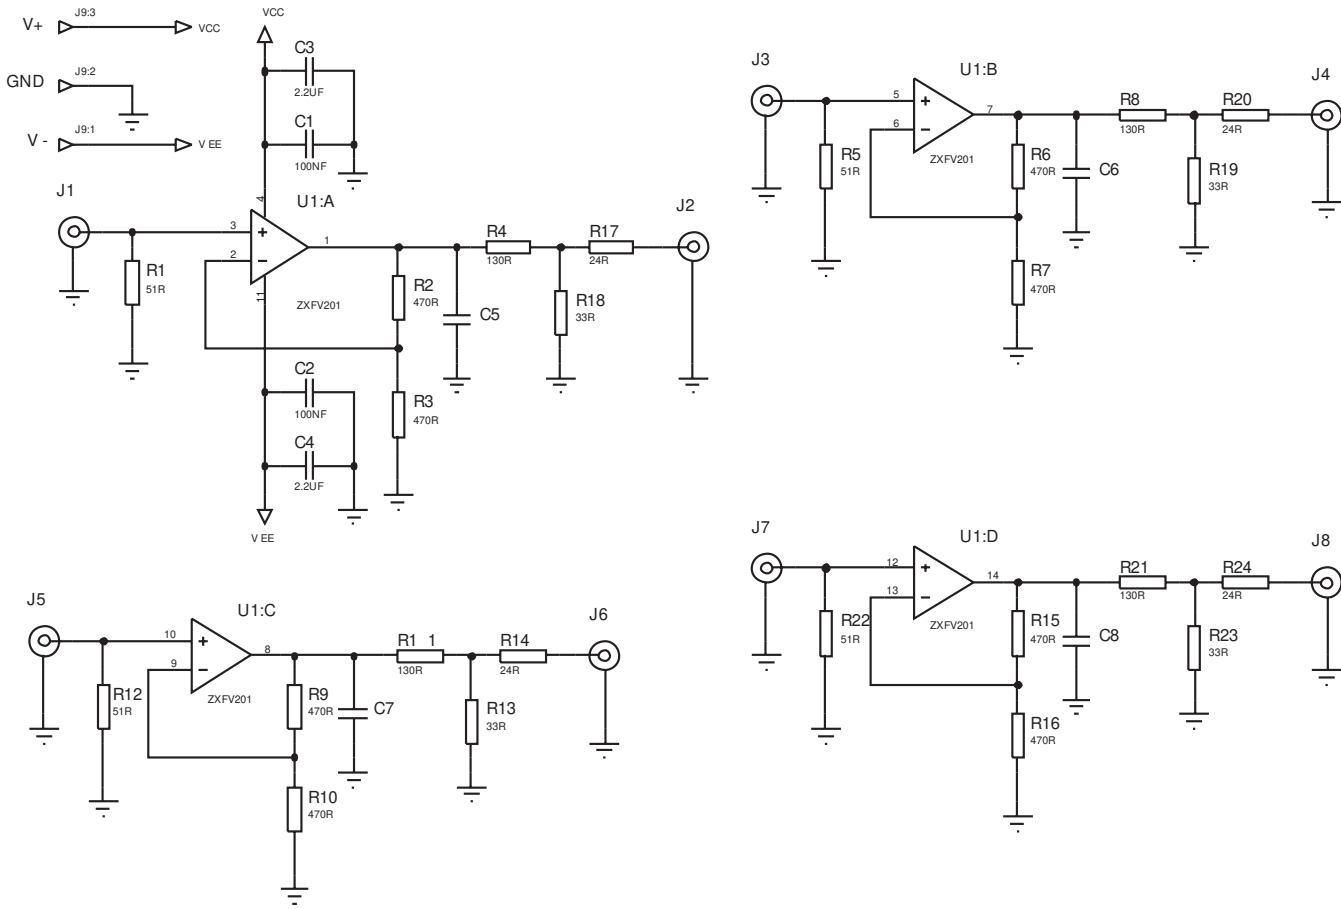 V+ J9:3 VCC
GND J9:2
V - J9:1 V EE
VCC
C3
2.2UF
C1
100NF
J1
4
U1:A
J2
3
2
1
11
ZXFV201
R1
51R
R2
470R
C5
R4
130R
R17
24R
R18
33R
C2
100NF
R3
470R
C4
2.2UF
V EE
J3
U1:B
J4
5
6
7
ZXFV201
R5
51R
R6
470R
C6
R8
130R
R20
24R
R19
33R
R7
470R
J5
U1:C
J6
10
9
8
ZXFV201
R12
51R
R9
470R
C7
R1 1
130R
R14
24R
R13
33R
R10
470R
J7
U1:D
J8
12
13
14
ZXFV201
R22
51R
R15
470R
C8
R21
130R
R24
24R
R23
33R
R16
470R